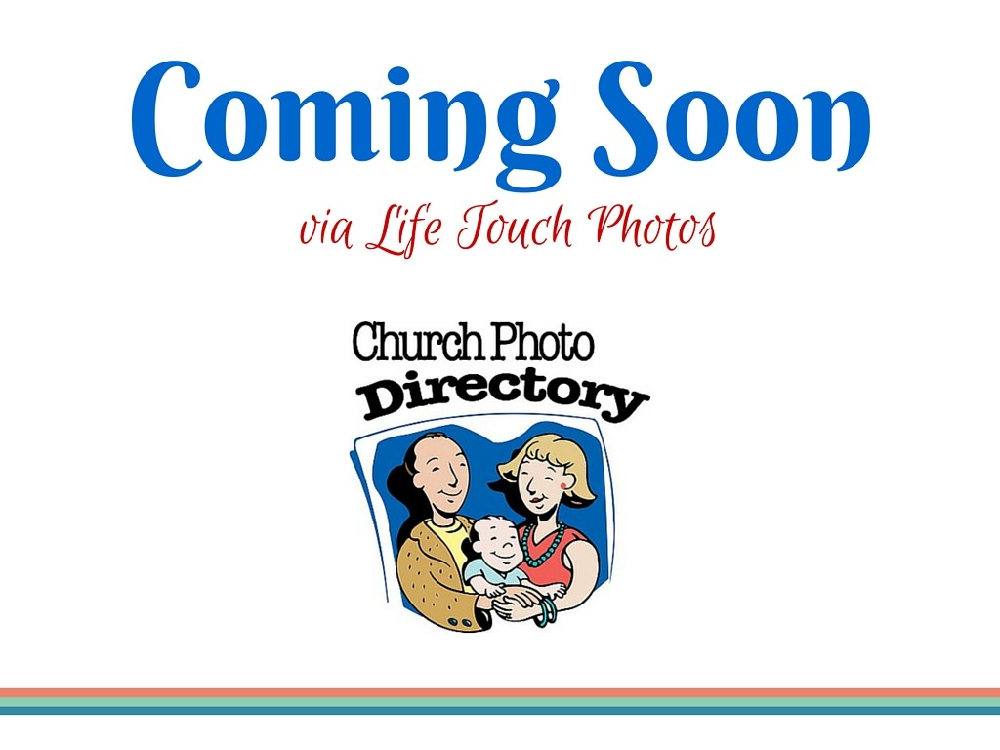 Coming Soon
via Life Touch Photos
Church Photo
Directory